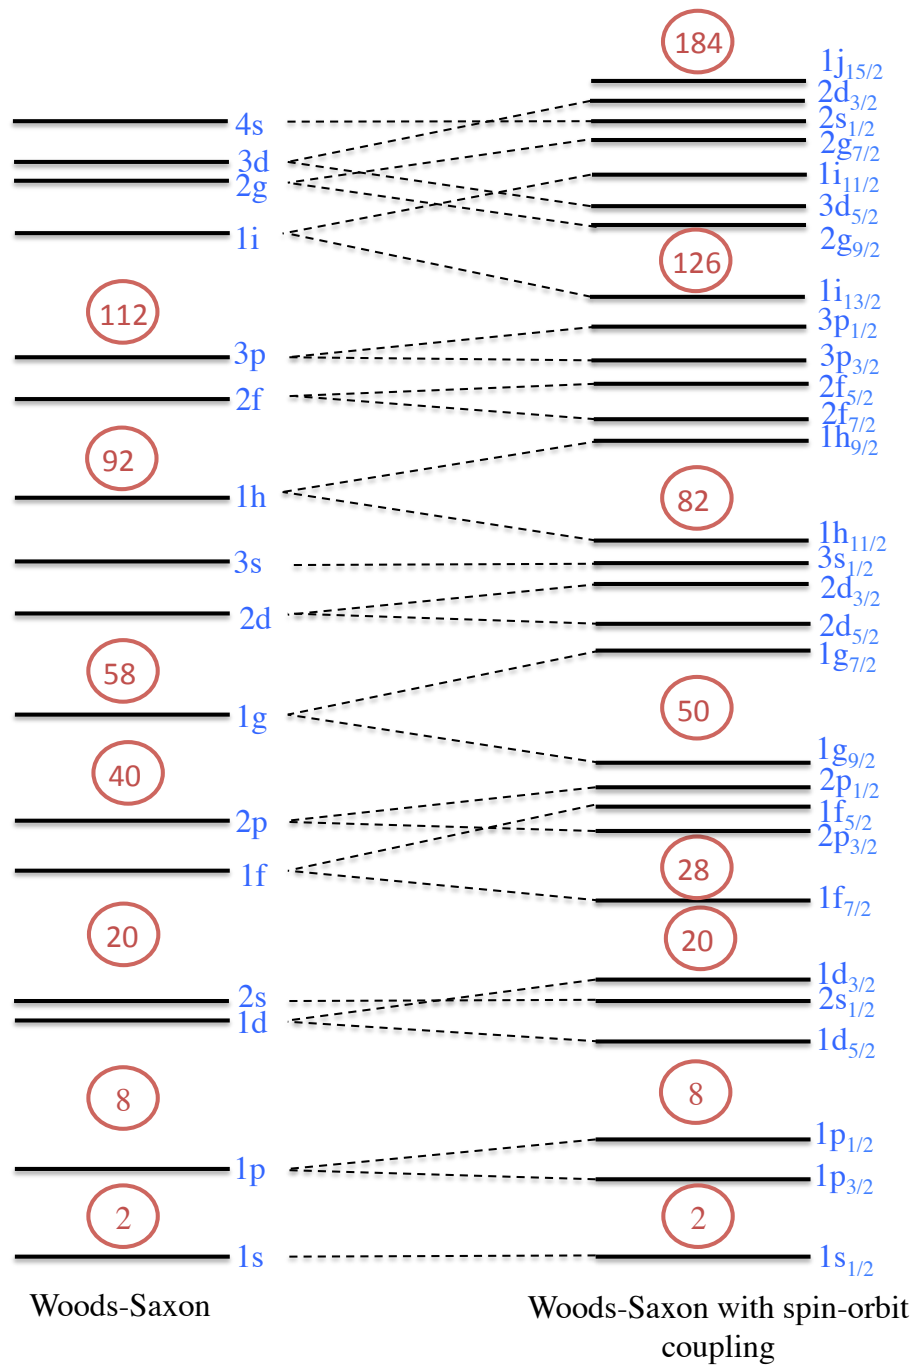 184
1j15/2
2d3/2
4s
2s1/2
3d
2g7/2
2g
1i11/2
3d5/2
1i
2g9/2
126
1i13/2
112
3p1/2
3p
3p3/2
2f5/2
2f
2f7/2
1h9/2
92
1h
82
1h11/2
3s
3s1/2
2d3/2
2d
2d5/2
1g7/2
58
1g
50
1g9/2
40
2p1/2
1f5/2
2p
2p3/2
1f
28
1f7/2
20
20
1d3/2
2s
2s1/2
1d
1d5/2
8
8
1p1/2
1p
1p3/2
2
2
1s
1s1/2
Woods-Saxon
Woods-Saxon with spin-orbit
coupling